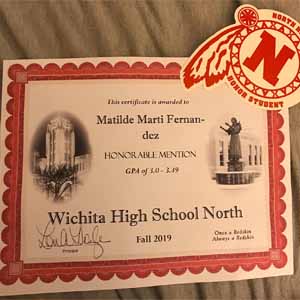 NORTH H
N
HONOR STUDENT
This certificate is awarded to
Matilde Marti Fernan-
dez
HONORABLE MENTION
GPA of 3.0 - 3.49
Wichita High School North
Fall 2019
Principal
Once a Redskin
Always a Redskin